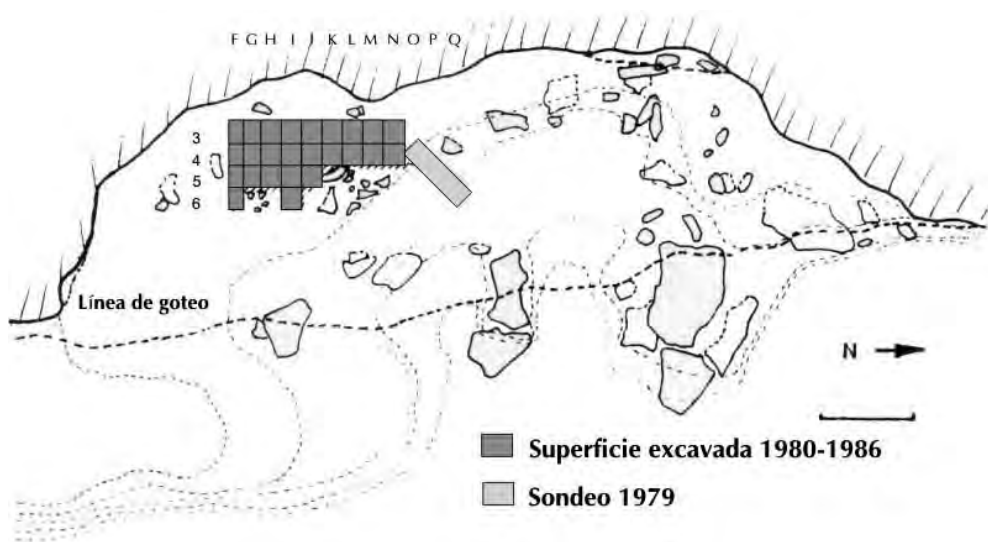 F G H I J K L M N O P Q
3
4
5
6
Línea de goteo
N
Superficie excavada 1980-1986
Sondeo 1979